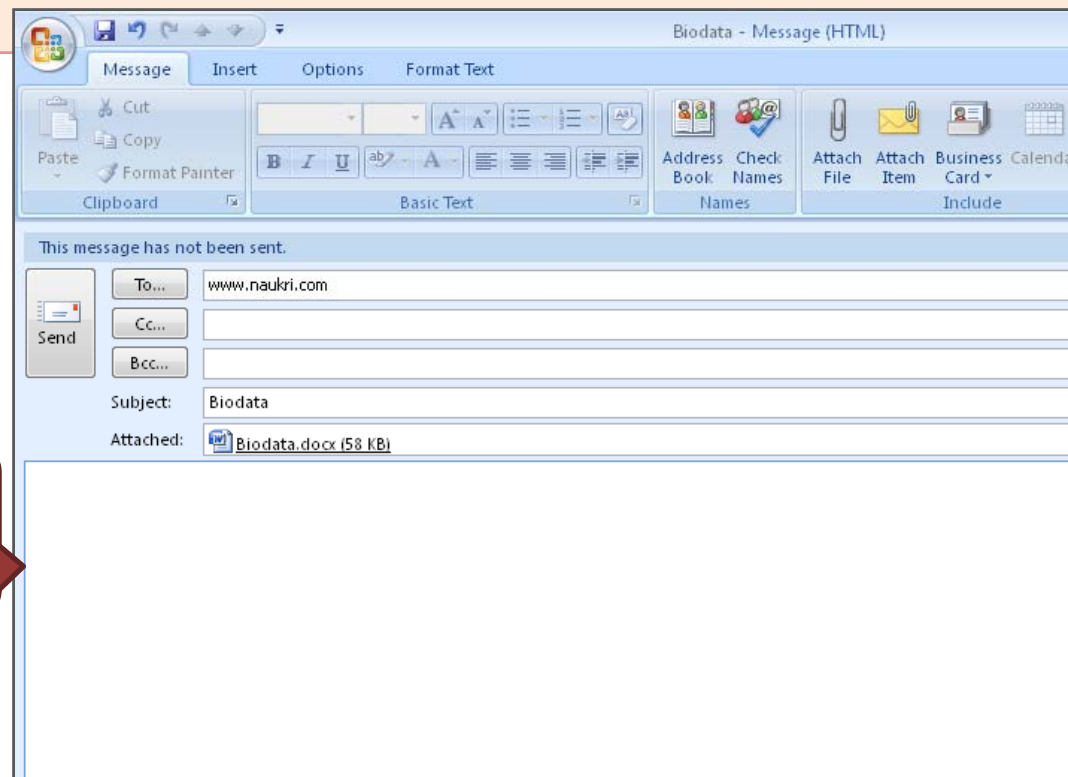 Biodata - Message (HTML)
Message Insert Options Format Text
Cut
Copy
Paste
Format Painter
Clipboard
A A
B I U ab A
Basic Text
Address Book
Check Names
Names
Attach File
Attach Item
Business Card
Calenda
Include
This message has not been sent.
Send
To... www.naukri.com
Cc...
Bcc...
Subject: Biodata
Attached: Biodata.docx (58 KB)